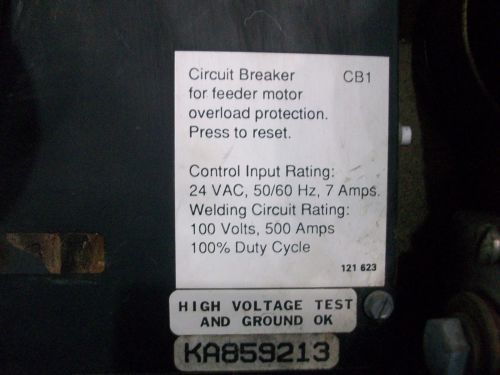 Circuit Breaker CB1
for feeder motor
overload protection.
Press to reset.
Control Input Rating:
24 VAC, 50/60 Hz, 7 Amps.
Welding Circuit Rating:
100 Volts, 500 Amps
100% Duty Cycle
121 623
HIGH VOLTAGE TEST
AND GROUND OK
KA859213